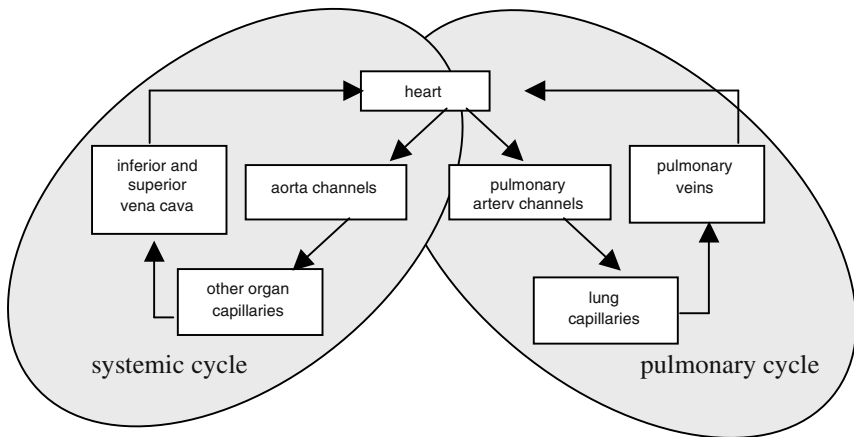 heart
inferior and
superior
vena cava
aorta channels
pulmonary
arterv channels
pulmonary
veins
other organ
capillaries
lung
capillaries
systemic cycle
pulmonary cycle